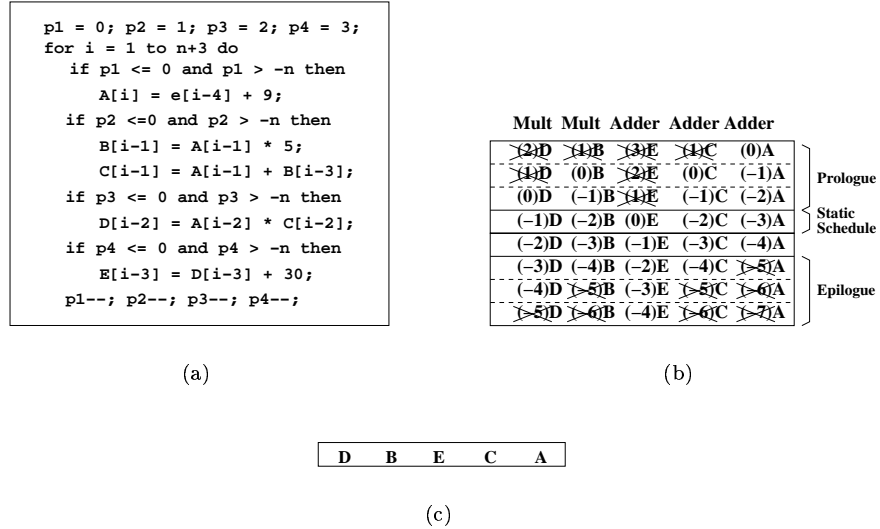 p1 = 0; p2 = 1; p3 = 2; p4 = 3;
for i = 1 to n+3 do
if p1 <= 0 and p1 > −n then
A[i] = e[i-4] + 9;
if p2 <=0 and p2 > −n then
B[i-1] = A[i-1] * 5;
C[i-1] = A[i-1] + B[i-3];
if p3 <= 0 and p3 > −n then
D[i-2] = A[i-2] * C[i-2];
if p4 <= 0 and p4 > −n then
E[i-3] = D[i-3] + 30;
p1--; p2--; p3--; p4--;
(a)
Mult Mult Adder Adder Adder
(2)D (1)B (3)E (1)C (0)A
(1)D (0)B (2)E (0)C (−1)A
(0)D (−1)B (1)E (−1)C (−2)A
(−1)D (−2)B (0)E (−2)C (−3)A
(−2)D (−3)B (−1)E (−3)C (−4)A
(−3)D (−4)B (−2)E (−4)C (−5)A
(−4)D (−5)B (−3)E (−5)C (−6)A
(−5)D (−6)B (−4)E (−6)C (−7)A
Prologue
Static
Schedule
Epilogue
(b)
D B E C A
(c)